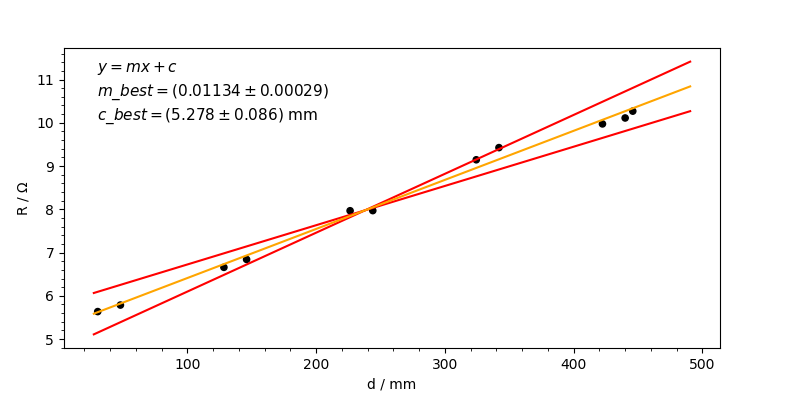 y = mx + c
m_best = (0.01134 ± 0.00029)
c_best = (5.278 ± 0.086) mm
11
10
9
8
7
6
5
R / Ω
100 200 300 400 500
d / mm